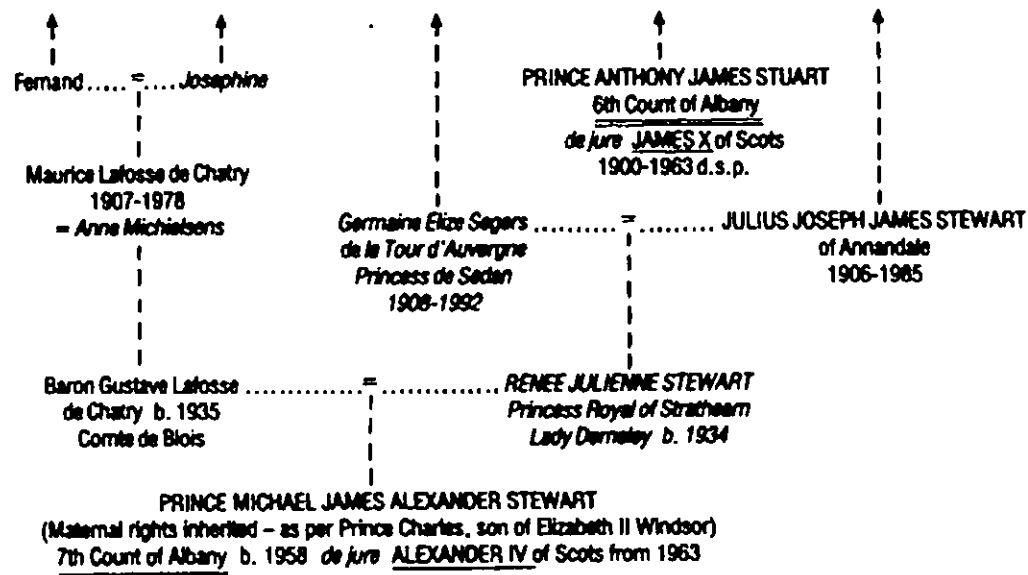 Fernand ..... = ..... Josephine
PRINCE ANTHONY JAMES STUART
6th Count of Albany
de jure JAMES X of Scots
1900-1963 d.s.p.
Maurice Lafosse de Chatry
1907-1978
= Anne Michielsens
Germaine Elize Segers ......... = ......... JULIUS JOSEPH JAMES STEWART
de la Tour d'Auvergne
Princess de Sedan
1908-1992
of Annandale
1906-1985
Baron Gustave Lafosse ............ = ............ RENEE JULIENNE STEWART
de Chatry b. 1935
Comte de Blois
Princess Royal of Strathearn
Lady Derneley b. 1934
PRINCE MICHAEL JAMES ALEXANDER STEWART
(Maternal rights inherited – as per Prince Charles, son of Elizabeth II Windsor)
7th Count of Albany b. 1958 de jure ALEXANDER IV of Scots from 1963